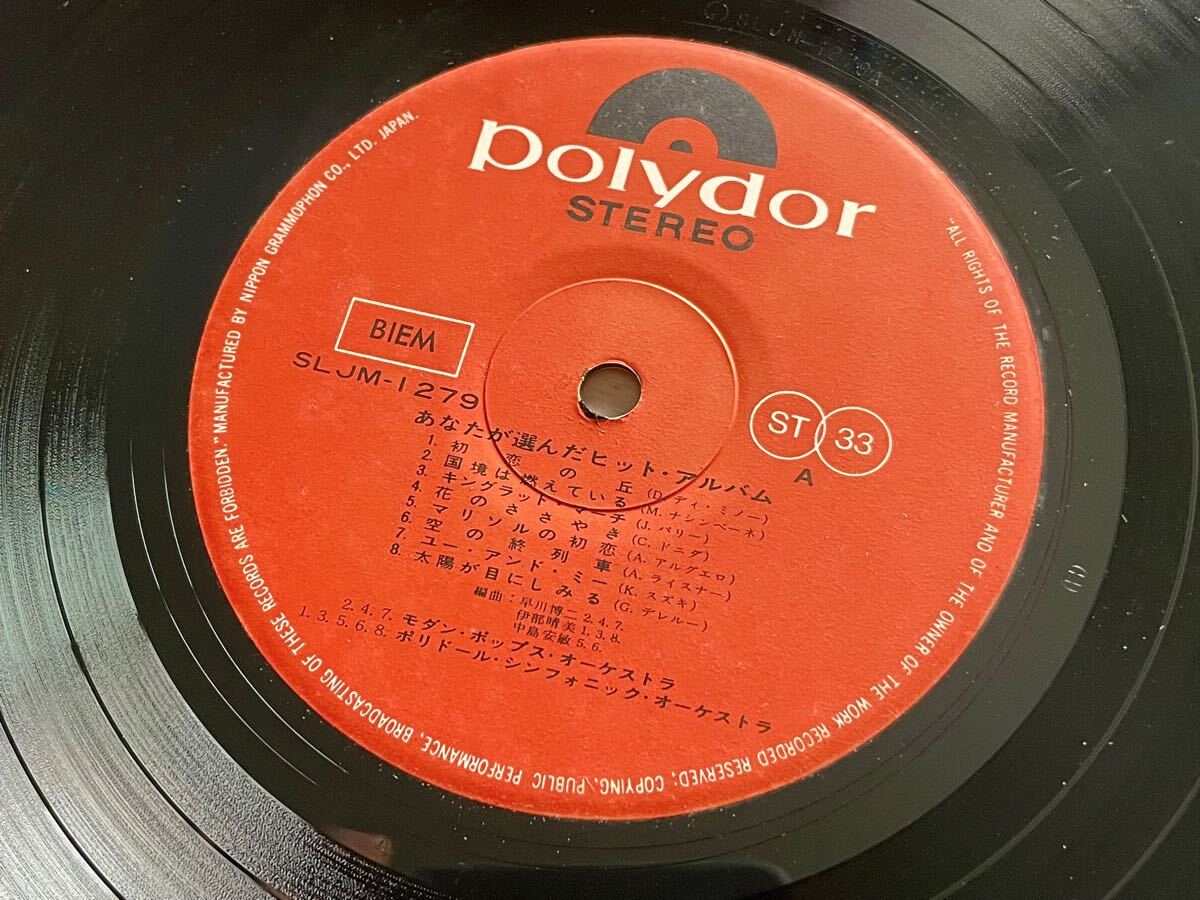 polydor
STEREO
BIEM
SLJM-1279
ST 33
A
あなたが選んだヒット・アルバム
1. 初恋の丘 (D. ディ・ミノー)
2. 国境は燃えている (M. ナシンベーネ)
3. キングラット・マーチ (J. バリー)
4. 花のささやき (C. ドニダ)
5. マリソルの初恋 (A. アルグエロ)
6. 空の終列車 (A. ライスナー)
7. ユー・アンド・ミー (K. スズキ)
8. 太陽が目にしみる (G. デレルー)
編曲：早川博二 2.4.7.
伊部晴美 1.3.8.
中島安敏 5.6.
2.4.7. モダン・ポップス・オーケストラ
1.3.5.6.8. ポリドール・シンフォニック・オーケストラ
"ALL RIGHTS OF THE RECORD MANUFACTURER AND OF THE OWNER OF THE WORK RECORDED RESERVED; COPYING, PUBLIC PERFORMANCE, BROADCASTING OF THESE RECORDS ARE FORBIDDEN." MANUFACTURED BY NIPPON GRAMMOPHON CO., LTD. JAPAN.